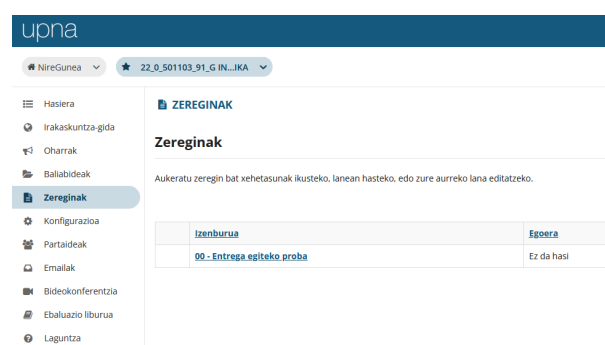 upna
NireGunea
22_0_501103_91_G IN...IKA
Hasiera
Irakaskuntza-gida
Oharrak
Baliabideak
Zereginak
Konfigurazioa
Partaideak
Emailak
Bideokonferentzia
Ebaluazio liburua
Laguntza
ZEREGINAK
Zereginak
Aukeratu zeregin bat xehetasunak ikusteko, lanean hasteko, edo zure aurreko lana editatzeko.
Izenburua Egoera
00 - Entrega egiteko proba Ez da hasi